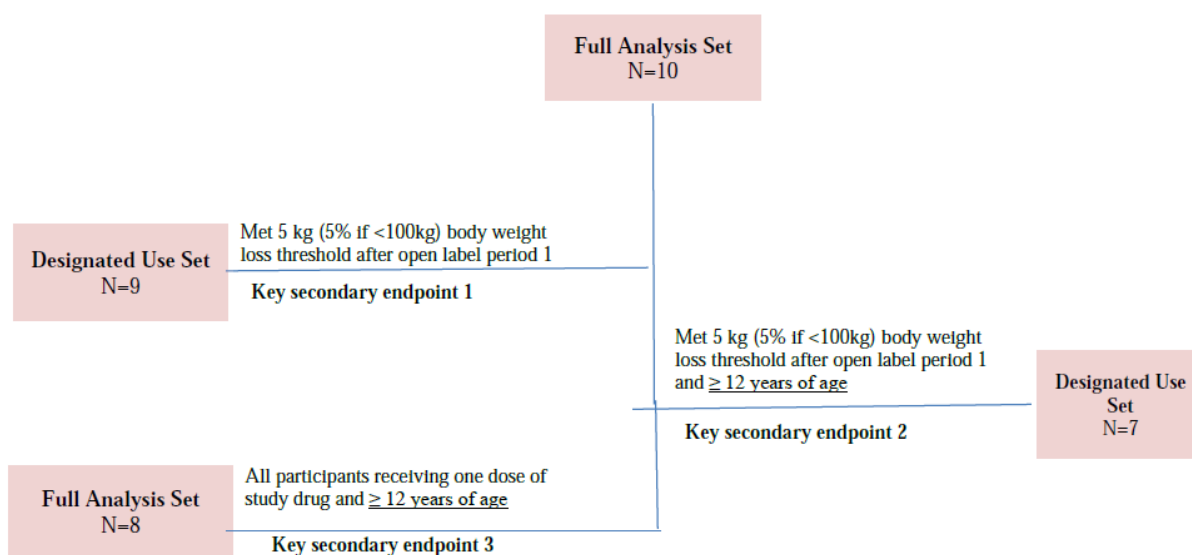 Full Analysis Set
N=10
Met 5 kg (5% if <100kg) body weight
loss threshold after open label period 1
Designated Use Set
N=9
Key secondary endpoint 1
Met 5 kg (5% if <100kg) body weight
loss threshold after open label period 1
and ≥ 12 years of age
Designated Use
Set
N=7
Key secondary endpoint 2
All participants receiving one dose of
study drug and ≥ 12 years of age
Full Analysis Set
N=8
Key secondary endpoint 3